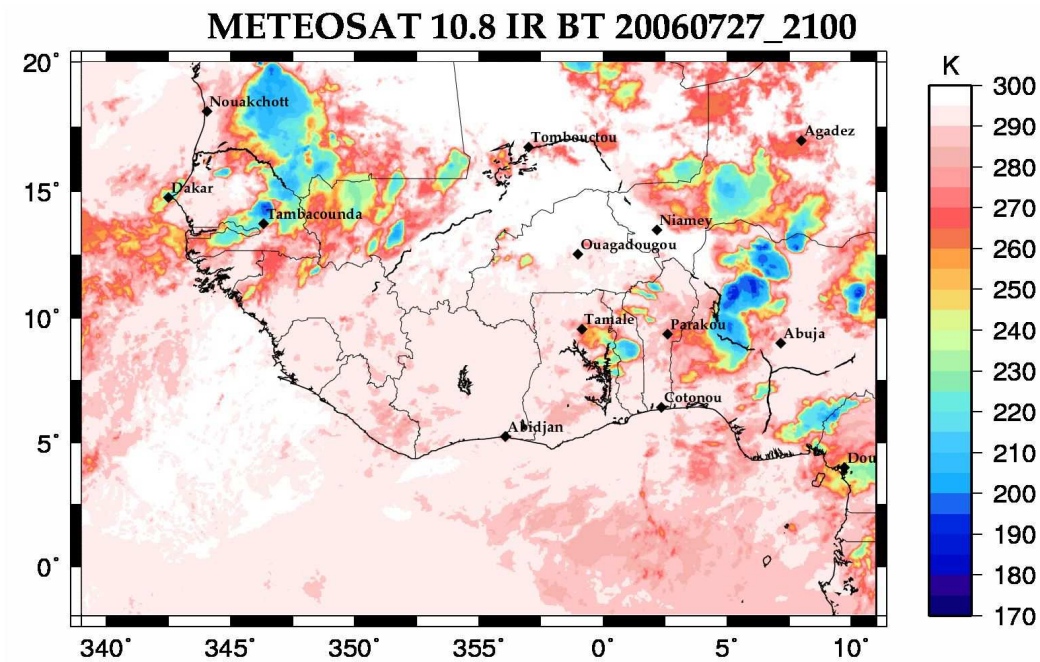 METEOSAT 10.8 IR BT 20060727_2100
20˚
15˚
10˚
5˚
0˚
340˚ 345˚ 350˚ 355˚ 0˚ 5˚ 10˚
Nouakchott
Tombouctou
Agadez
Dakar
Tambacounda
Niamey
Ouagadougou
Tamale
Parakou
Abuja
Cotonou
Abidjan
Dou
K
300
290
280
270
260
250
240
230
220
210
200
190
180
170